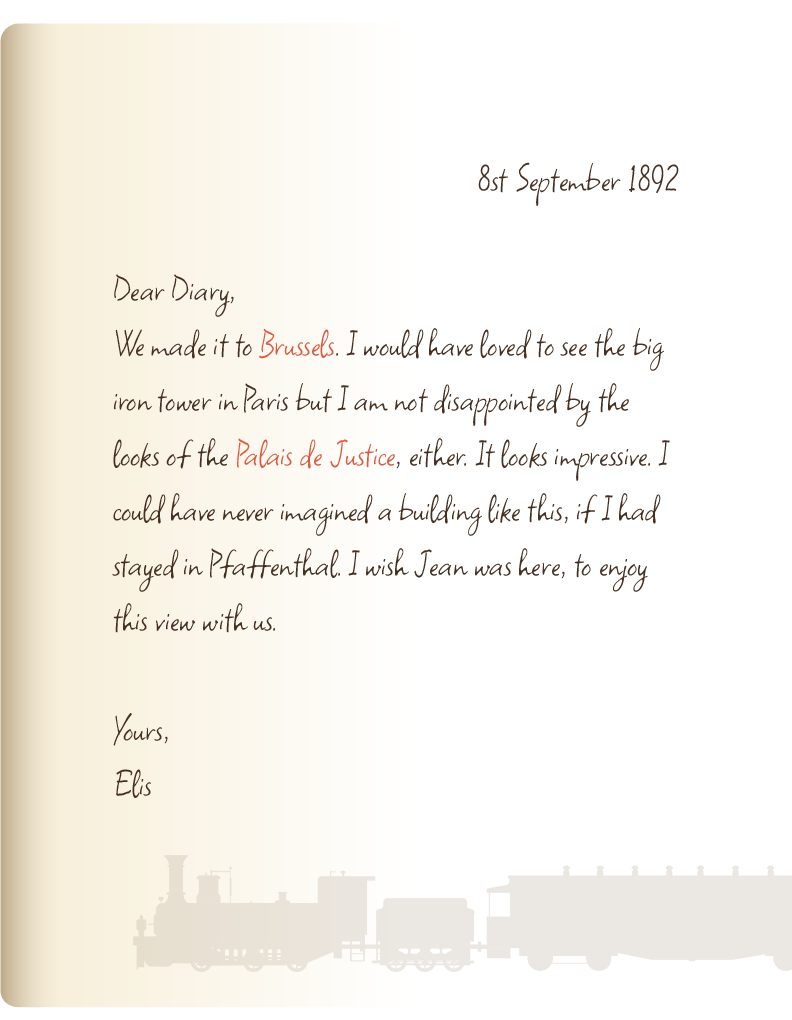 8st September 1892
Dear Diary,
We made it to Brussels. I would have loved to see the big
iron tower in Paris but I am not disappointed by the
looks of the Palais de Justice, either. It looks impressive. I
could have never imagined a building like this, if I had
stayed in Pfaffenthal. I wish Jean was here, to enjoy
this view with us.
Yours,
Elis